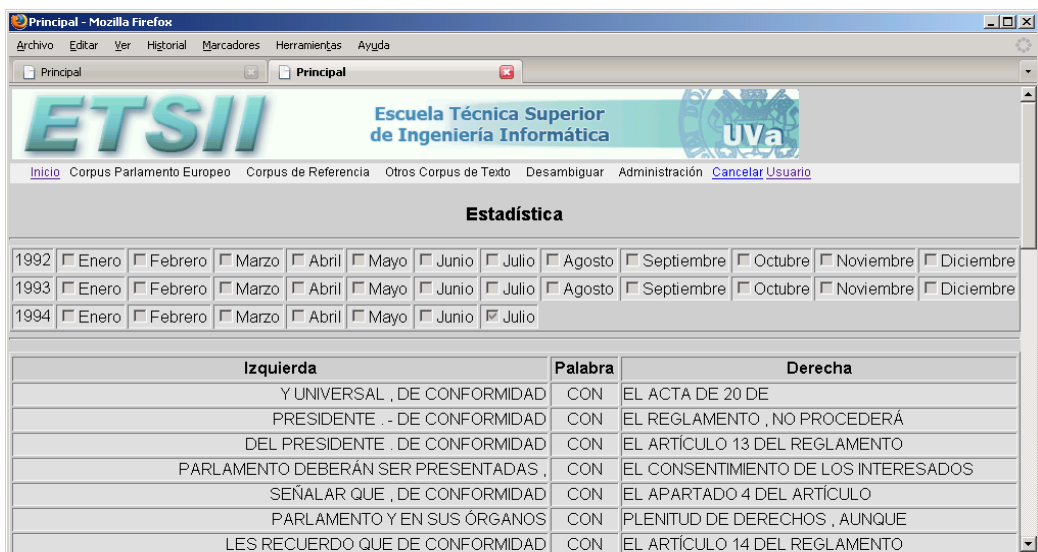 Principal - Mozilla Firefox
Archivo Editar Ver Historial Marcadores Herramientas Ayuda
Principal Principal
ETSII Escuela Técnica Superior
de Ingeniería Informática UVa
Inicio Corpus Parlamento Europeo Corpus de Referencia Otros Corpus de Texto Desambiguar Administración Cancelar Usuario
Estadística
1992 Enero Febrero Marzo Abril Mayo Junio Julio Agosto Septiembre Octubre Noviembre Diciembre
1993 Enero Febrero Marzo Abril Mayo Junio Julio Agosto Septiembre Octubre Noviembre Diciembre
1994 Enero Febrero Marzo Abril Mayo Junio Julio
Izquierda Palabra Derecha
Y UNIVERSAL , DE CONFORMIDAD CON EL ACTA DE 20 DE
PRESIDENTE . - DE CONFORMIDAD CON EL REGLAMENTO , NO PROCEDERÁ
DEL PRESIDENTE . DE CONFORMIDAD CON EL ARTÍCULO 13 DEL REGLAMENTO
PARLAMENTO DEBERÁN SER PRESENTADAS , CON EL CONSENTIMIENTO DE LOS INTERESADOS
SEÑALAR QUE , DE CONFORMIDAD CON EL APARTADO 4 DEL ARTÍCULO
PARLAMENTO Y EN SUS ÓRGANOS CON PLENITUD DE DERECHOS , AUNQUE
LES RECUERDO QUE DE CONFORMIDAD CON EL ARTÍCULO 14 DEL REGLAMENTO